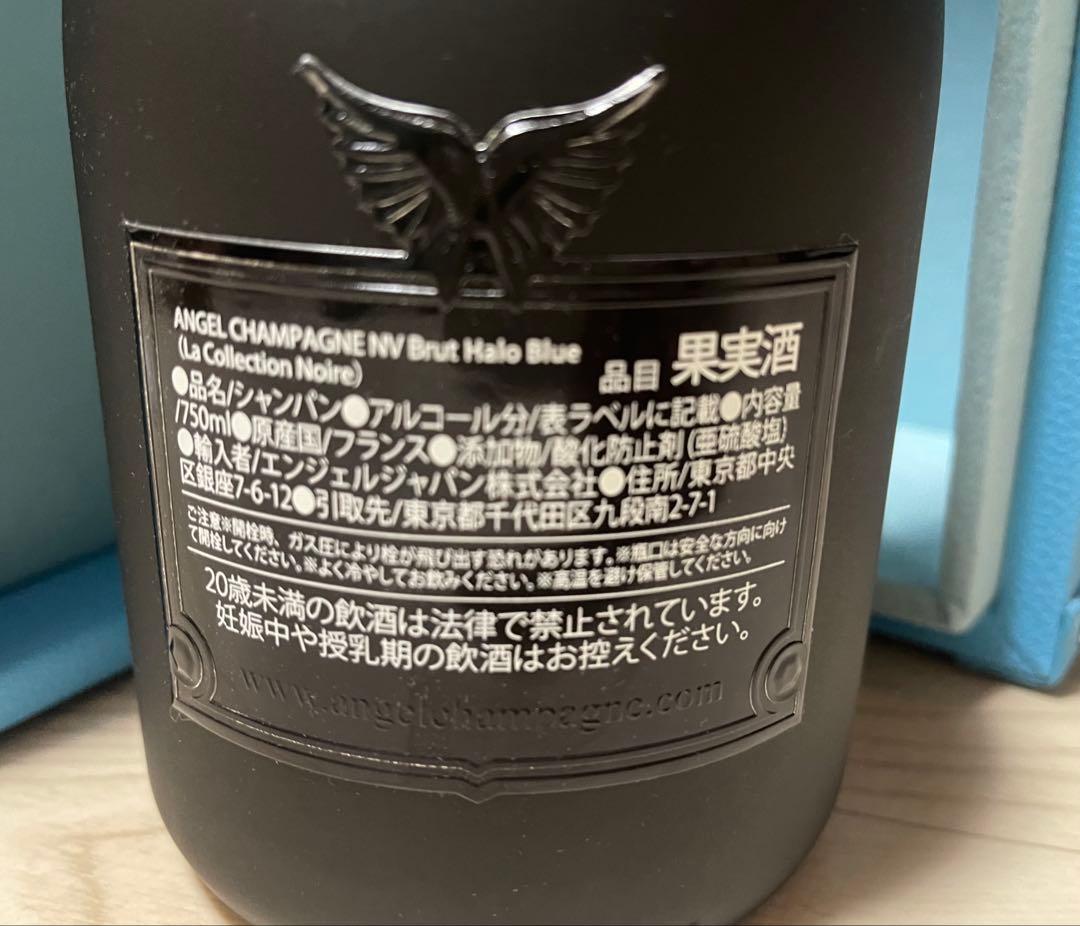 ANGEL CHAMPAGNE NV Brut Halo Blue
(La Collection Noire)
品目 果実酒
●品名/シャンパン●アルコール分/表ラベルに記載●内容量
/750ml●原産国/フランス●添加物/酸化防止剤(亜硫酸塩)
●輸入者/エンジェルジャパン株式会社●住所/東京都中央
区銀座7-6-12●引取先/東京都千代田区九段南2-7-1
ご注意※開栓時、ガス圧により栓が飛び出す恐れがあります。※瓶口は安全な方向に向け
て開栓してください。※よく冷やしてお飲みください。※高温を避け保管してください。
20歳未満の飲酒は法律で禁止されています。
妊娠中や授乳期の飲酒はお控えください。
www.angelchampagne.com